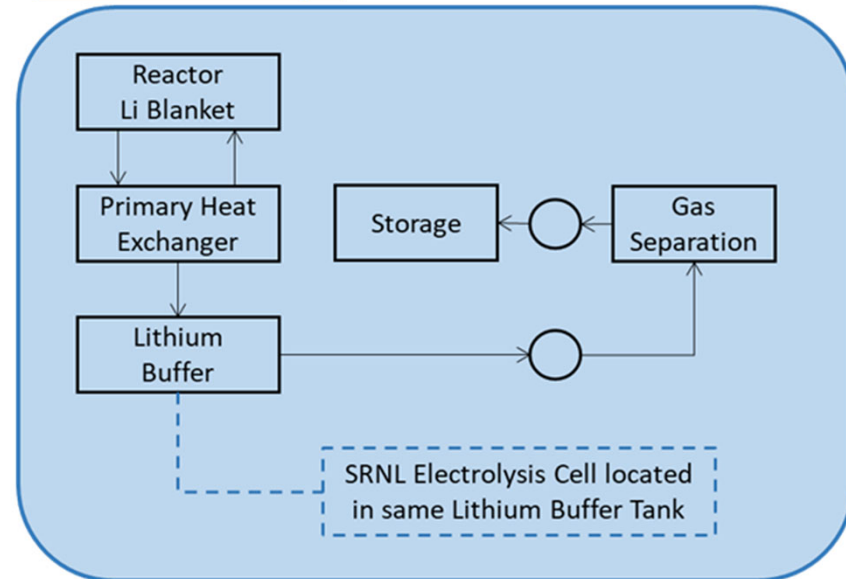 Reactor
Li Blanket
Primary Heat
Exchanger
Storage
Gas
Separation
Lithium
Buffer
SRNL Electrolysis Cell located
in same Lithium Buffer Tank